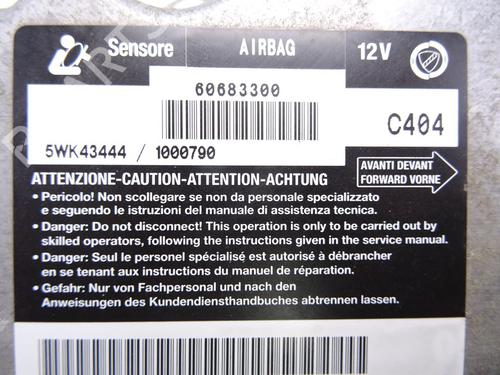 Sensore AIRBAG 12V
60683300
C404
5WK43444 / 1000790
AVANTI DEVANT
FORWARD VORNE
ATTENZIONE-CAUTION-ATTENTION-ACHTUNG
• Pericolo! Non scollegare se non da personale specializzato
e seguendo le istruzioni del manuale di assistenza tecnica.
• Danger: Do not disconnect! This operation is only to be carried out by
skilled operators, following the instructions given in the service manual.
• Danger: Seul le personel spécialisé est autorisé à débrancher
en se tenant aux instructions du manuel de réparation.
• Gefahr: Nur von Fachpersonal und nach den
Anweisungen des Kundendiensthandbuches abtrennen lassen.